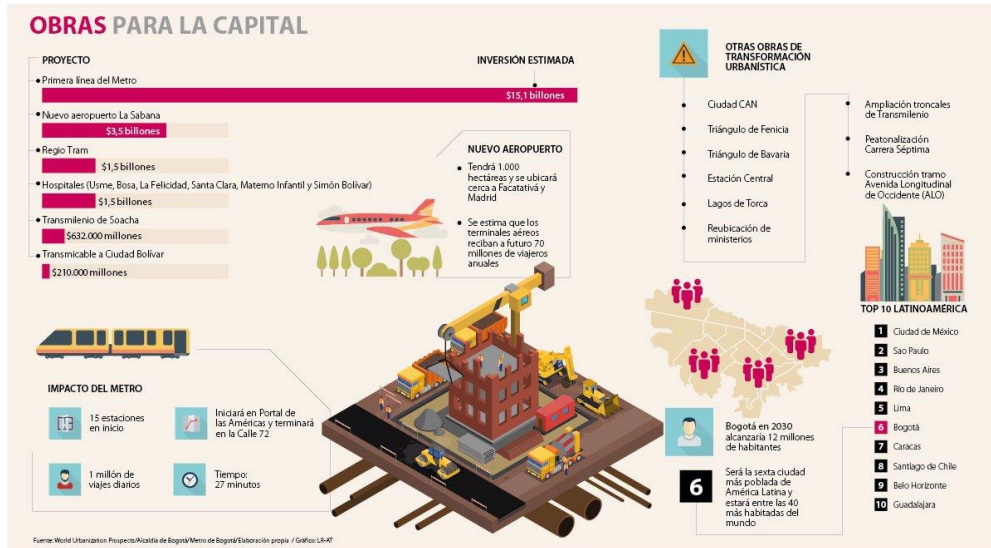 OBRAS PARA LA CAPITAL
PROYECTO
INVERSIÓN ESTIMADA
Primera línea del Metro
$15,1 billones
Nuevo aeropuerto La Sabana
$3,5 billones
Regio Tram
$1,5 billones
Hospitales (Usme, Bosa, La Felicidad, Santa Clara, Materno Infantil y Simón Bolívar)
$1,5 billones
Transmilenio de Soacha
$632.000 millones
Transmicable a Ciudad Bolívar
$210.000 millones
NUEVO AEROPUERTO
Tendrá 1.000
hectáreas y se ubicará
cerca a Facatativá y
Madrid
Se estima que los
terminales aéreos
reciban a futuro 70
millones de viajeros
anuales
OTRAS OBRAS DE
TRANSFORMACIÓN
URBANÍSTICA
Ciudad CAN
Triángulo de Fenicia
Triángulo de Bavaria
Estación Central
Lagos de Torca
Reubicación de
ministerios
Ampliación troncales
de Transmilenio
Peatonalización
Carrera Séptima
Construcción tramo
Avenida Longitudinal
de Occidente (ALO)
IMPACTO DEL METRO
15 estaciones
en inicio
Iniciará en Portal de
las Américas y terminará
en la Calle 72
1 millón de
viajes diarios
Tiempo:
27 minutos
Bogotá en 2030
alcanzaría 12 millones
de habitantes
6
Será la sexta ciudad
más poblada de
América Latina y
estará entre las 40
más habitadas del
mundo
TOP 10 LATINOAMÉRICA
1 Ciudad de México
2 Sao Paulo
3 Buenos Aires
4 Río de Janeiro
5 Lima
6 Bogotá
7 Caracas
8 Santiago de Chile
9 Belo Horizonte
10 Guadalajara
Fuente: World Urbanization Prospects/Alcaldía de Bogotá/Metro de Bogotá/Elaboración propia / Gráfico: LR-AT